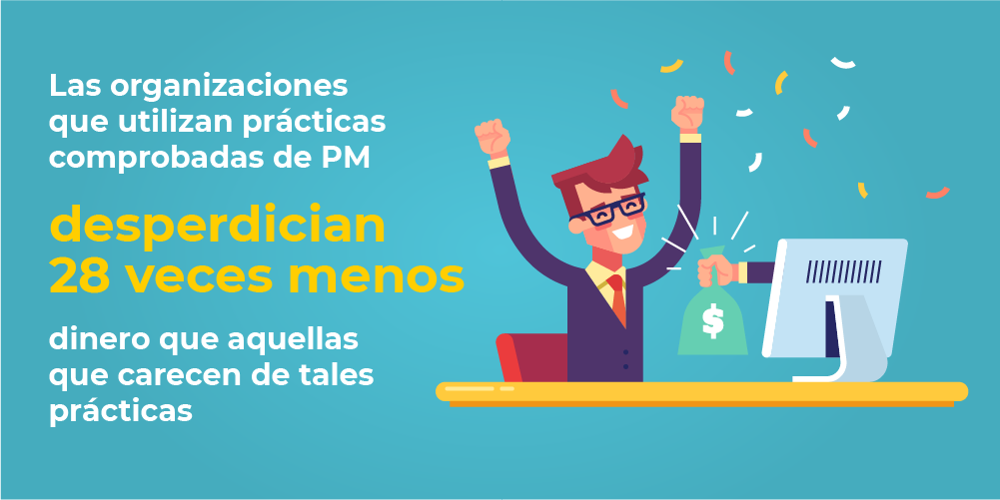 Las organizaciones
que utilizan prácticas
comprobadas de PM
desperdician
28 veces menos
dinero que aquellas
que carecen de tales
prácticas
$